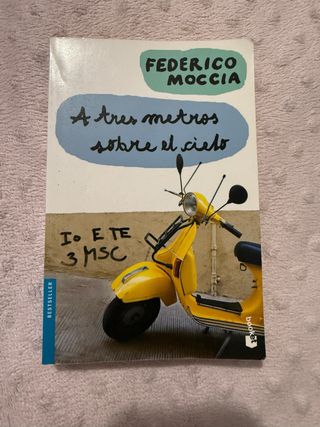 FEDERICO
MOCCIA
A tres metros
sobre el cielo
Io E TE
3 MSC
BESTSELLER
booket